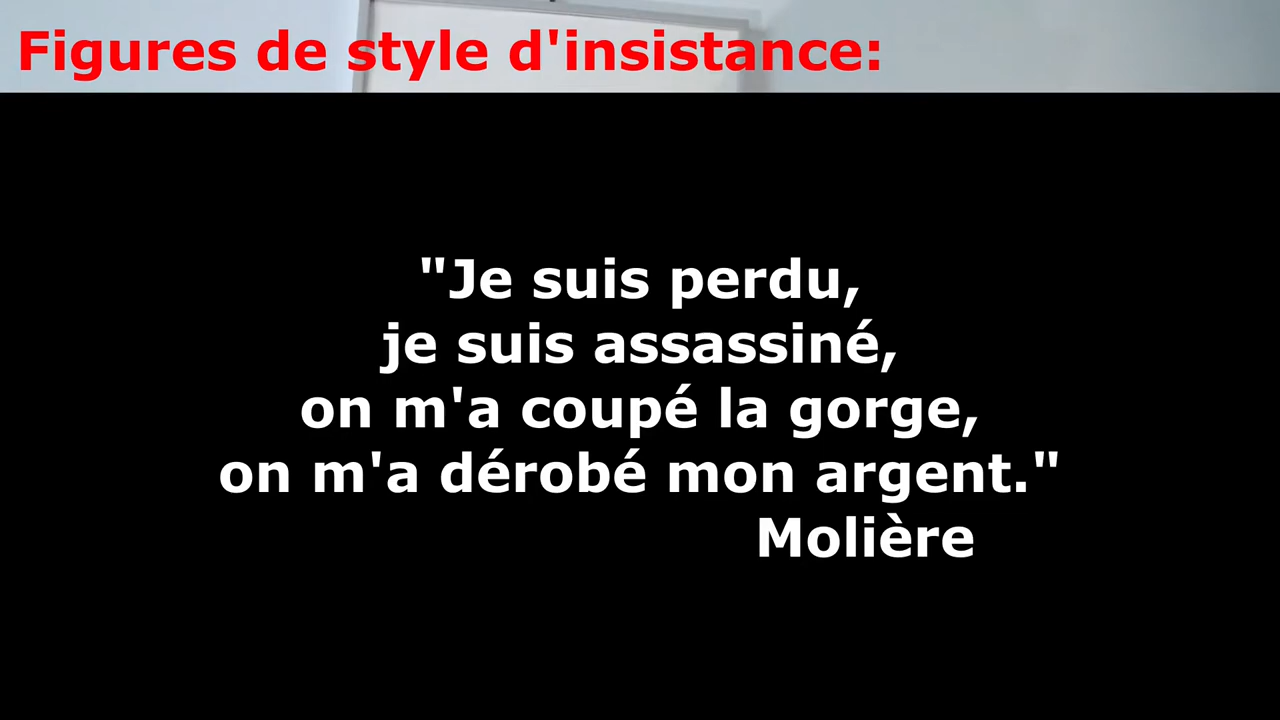 Figures de style d'insistance:
"Je suis perdu,
je suis assassiné,
on m'a coupé la gorge,
on m'a dérobé mon argent."
Molière